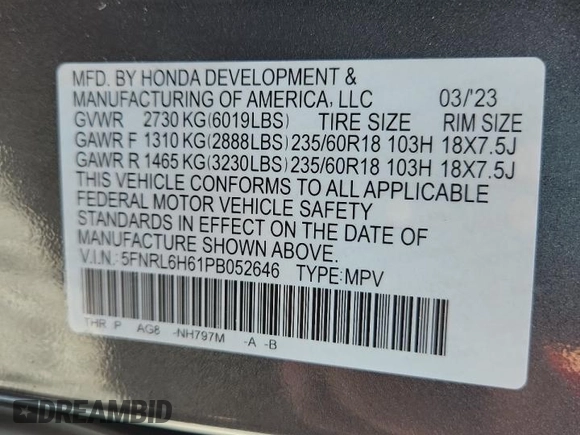 MFD. BY HONDA DEVELOPMENT &
MANUFACTURING OF AMERICA, LLC 03/'23
GVWR 2730 KG(6019LBS) TIRE SIZE RIM SIZE
GAWR F 1310 KG(2888LBS) 235/60R18 103H 18X7.5J
GAWR R 1465 KG(3230LBS) 235/60R18 103H 18X7.5J
THIS VEHICLE CONFORMS TO ALL APPLICABLE
FEDERAL MOTOR VEHICLE SAFETY
STANDARDS IN EFFECT ON THE DATE OF
MANUFACTURE SHOWN ABOVE.
V.I.N.: 5FNRL6H61PB052646 TYPE: MPV
THR :P AG8 -NH797M -A -B
DREAMBID